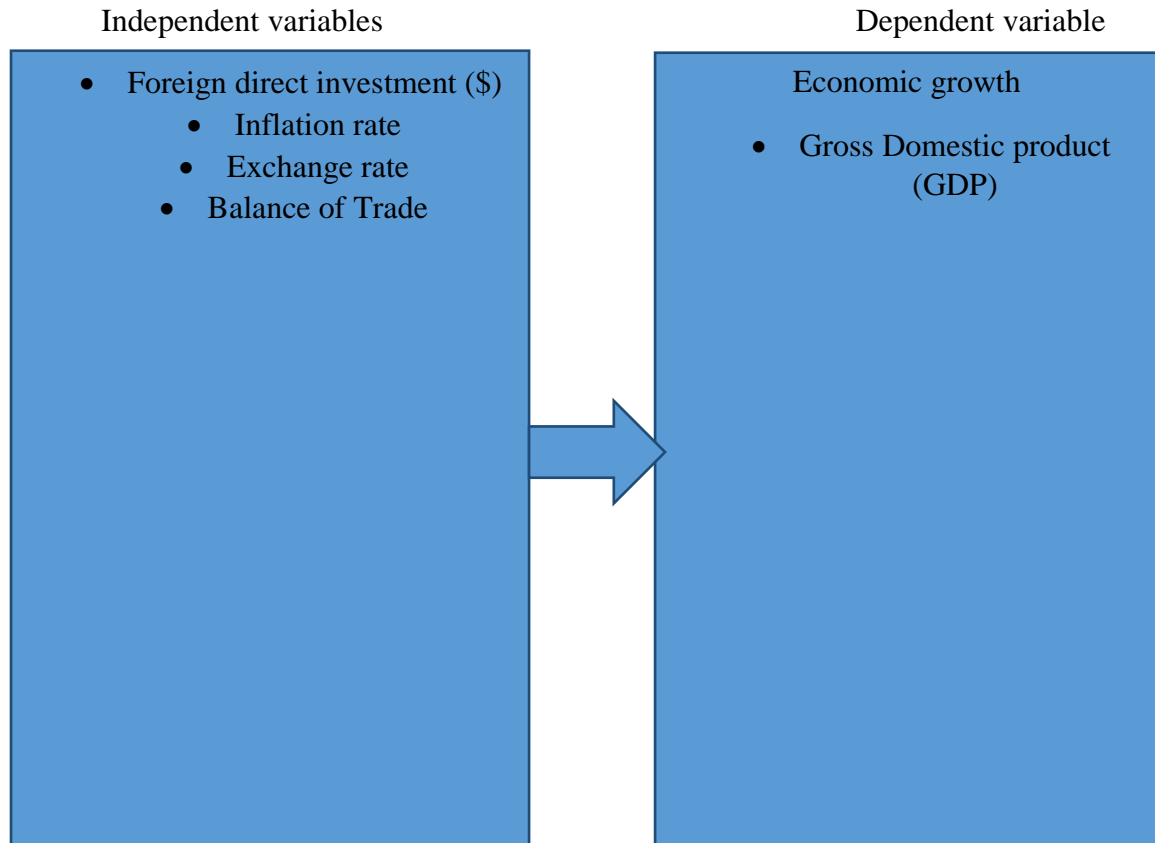 Independent variables
Dependent variable
• Foreign direct investment ($)
• Inflation rate
• Exchange rate
• Balance of Trade
Economic growth
• Gross Domestic product
(GDP)